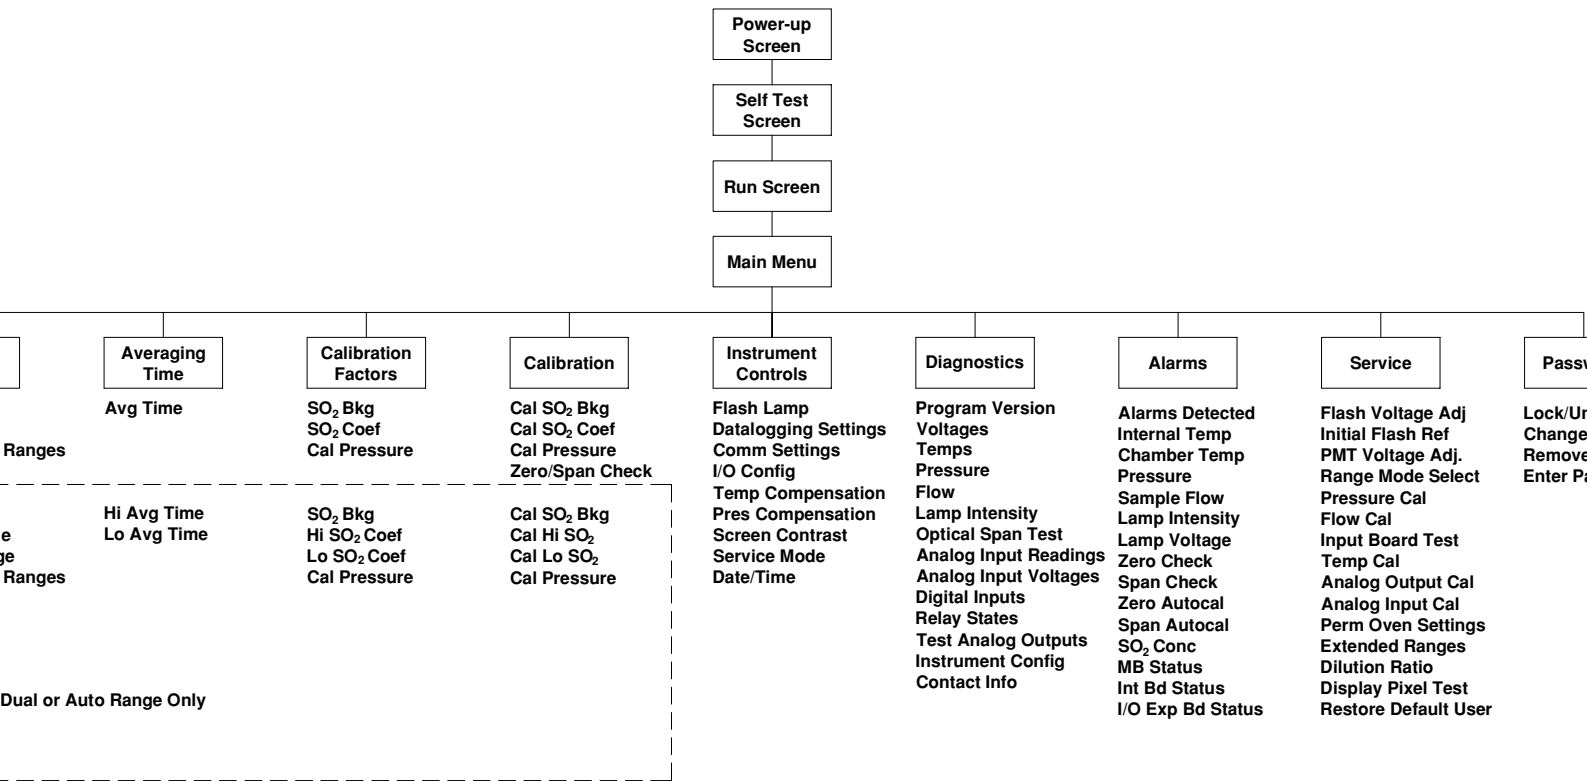 Power-up
Screen
Self Test
Screen
Run Screen
Main Menu
Averaging
Time
Calibration
Factors
Calibration
Instrument
Controls
Diagnostics
Alarms
Service
Ranges
Ranges
Dual or Auto Range Only
Avg Time
Hi Avg Time
Lo Avg Time
SO₂ Bkg
SO₂ Coef
Cal Pressure
SO₂ Bkg
Hi SO₂ Coef
Lo SO₂ Coef
Cal Pressure
Cal SO₂ Bkg
Cal SO₂ Coef
Cal Pressure
Zero/Span Check
Cal SO₂ Bkg
Cal Hi SO₂
Cal Lo SO₂
Cal Pressure
Flash Lamp
Datalogging Settings
Comm Settings
I/O Config
Temp Compensation
Pres Compensation
Screen Contrast
Service Mode
Date/Time
Program Version
Voltages
Temps
Pressure
Flow
Lamp Intensity
Optical Span Test
Analog Input Readings
Analog Input Voltages
Digital Inputs
Relay States
Test Analog Outputs
Instrument Config
Contact Info
Alarms Detected
Internal Temp
Chamber Temp
Pressure
Sample Flow
Lamp Intensity
Lamp Voltage
Zero Check
Span Check
Zero Autocal
Span Autocal
SO₂ Conc
MB Status
Int Bd Status
I/O Exp Bd Status
Flash Voltage Adj
Initial Flash Ref
PMT Voltage Adj.
Range Mode Select
Pressure Cal
Flow Cal
Input Board Test
Temp Cal
Analog Output Cal
Analog Input Cal
Perm Oven Settings
Extended Ranges
Dilution Ratio
Display Pixel Test
Restore Default User
Change
Remove
Enter